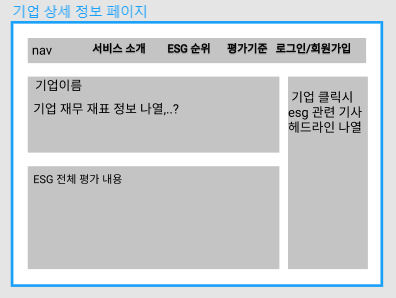 기업 상세 정보 페이지
nav 서비스 소개 ESG 순위 평가기준 로그인/회원가입
기업이름
기업 재무 재표 정보 나열,..?
기업 클릭시
esg 관련 기사
헤드라인 나열
ESG 전체 평가 내용